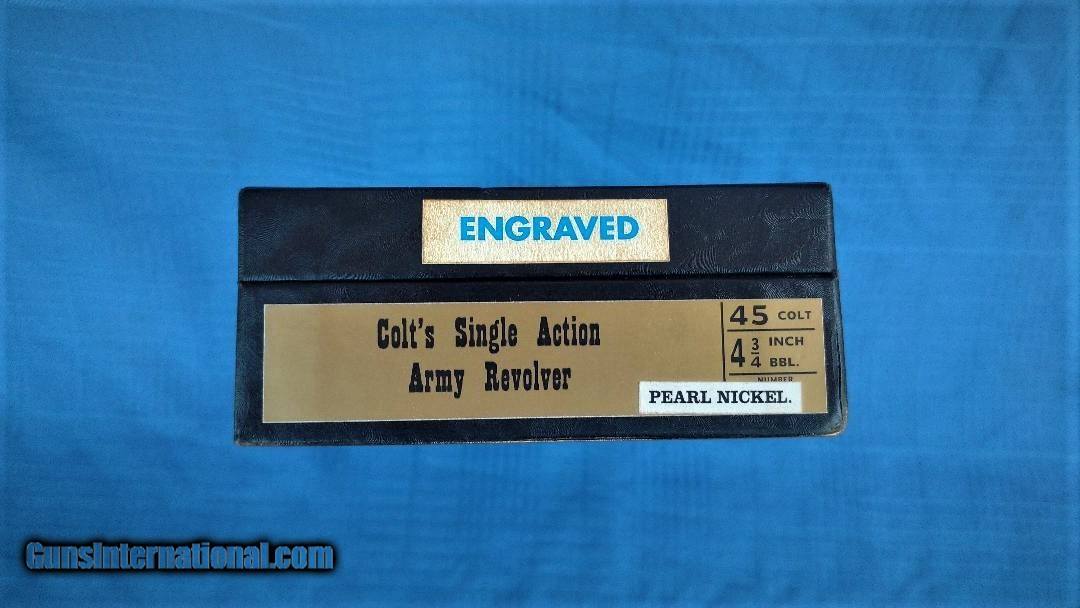 ENGRAVED
Colt's Single Action
Army Revolver
45 COLT
4 3/4 INCH
BBL.
NUMBER
PEARL NICKEL.
GunsInternational.com